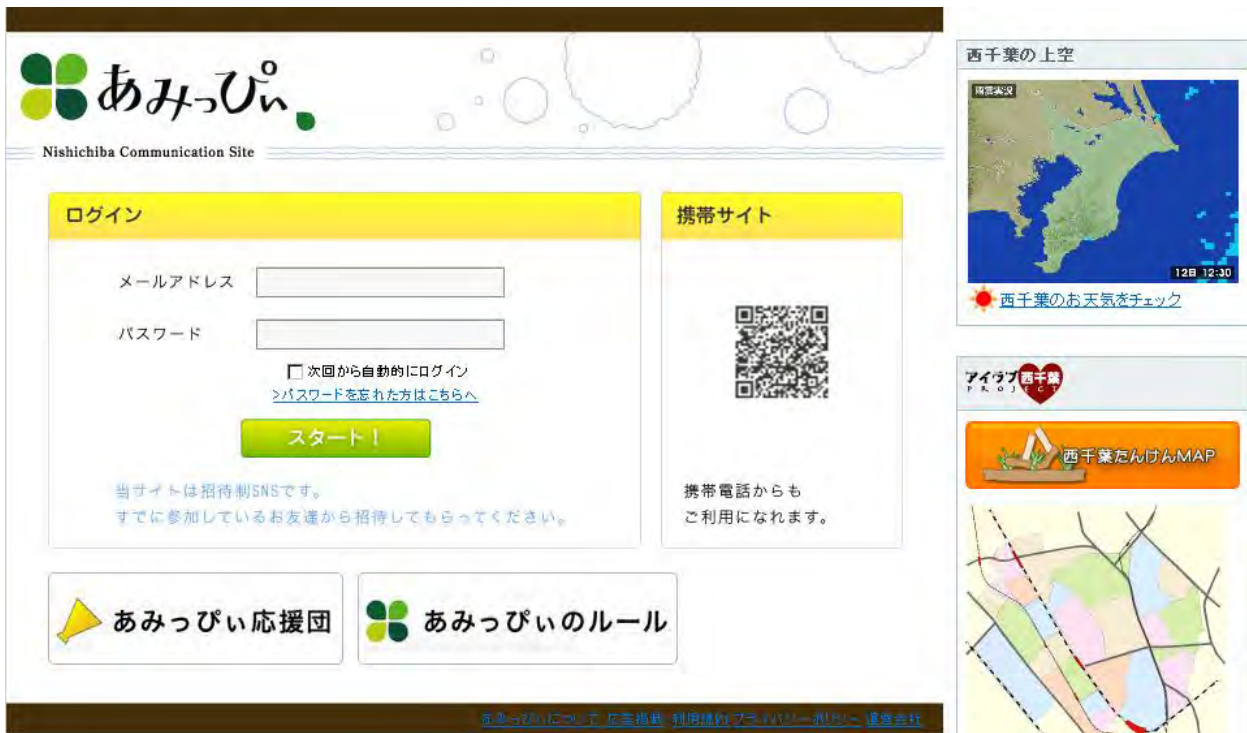 あみっぴぃ
Nishichiba Communication Site
ログイン
メールアドレス
パスワード
次回から自動的にログイン
>パスワードを忘れた方はこちらへ
スタート！
当サイトは招待制SNSです。
すでに参加しているお友達から招待してもらってください。
携帯サイト
携帯電話からも
ご利用になれます。
あみっぴぃ応援団
あみっぴぃのルール
あみっぴぃについて 広告掲載 利用規約 プライバシーポリシー 運営会社
西千葉の上空
雨雲実況
12日 12:30
西千葉のお天気をチェック
アイラブ西千葉
PROJECT
西千葉たんけんMAP